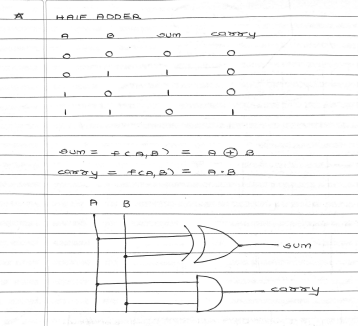 * HALF ADDER
A B sum carry
0 0 0 0
0 1 1 0
1 0 1 0
1 1 0 1
sum = f(A,B) = A ⊕ B
carry = f(A,B) = A · B
A B
sum
carry